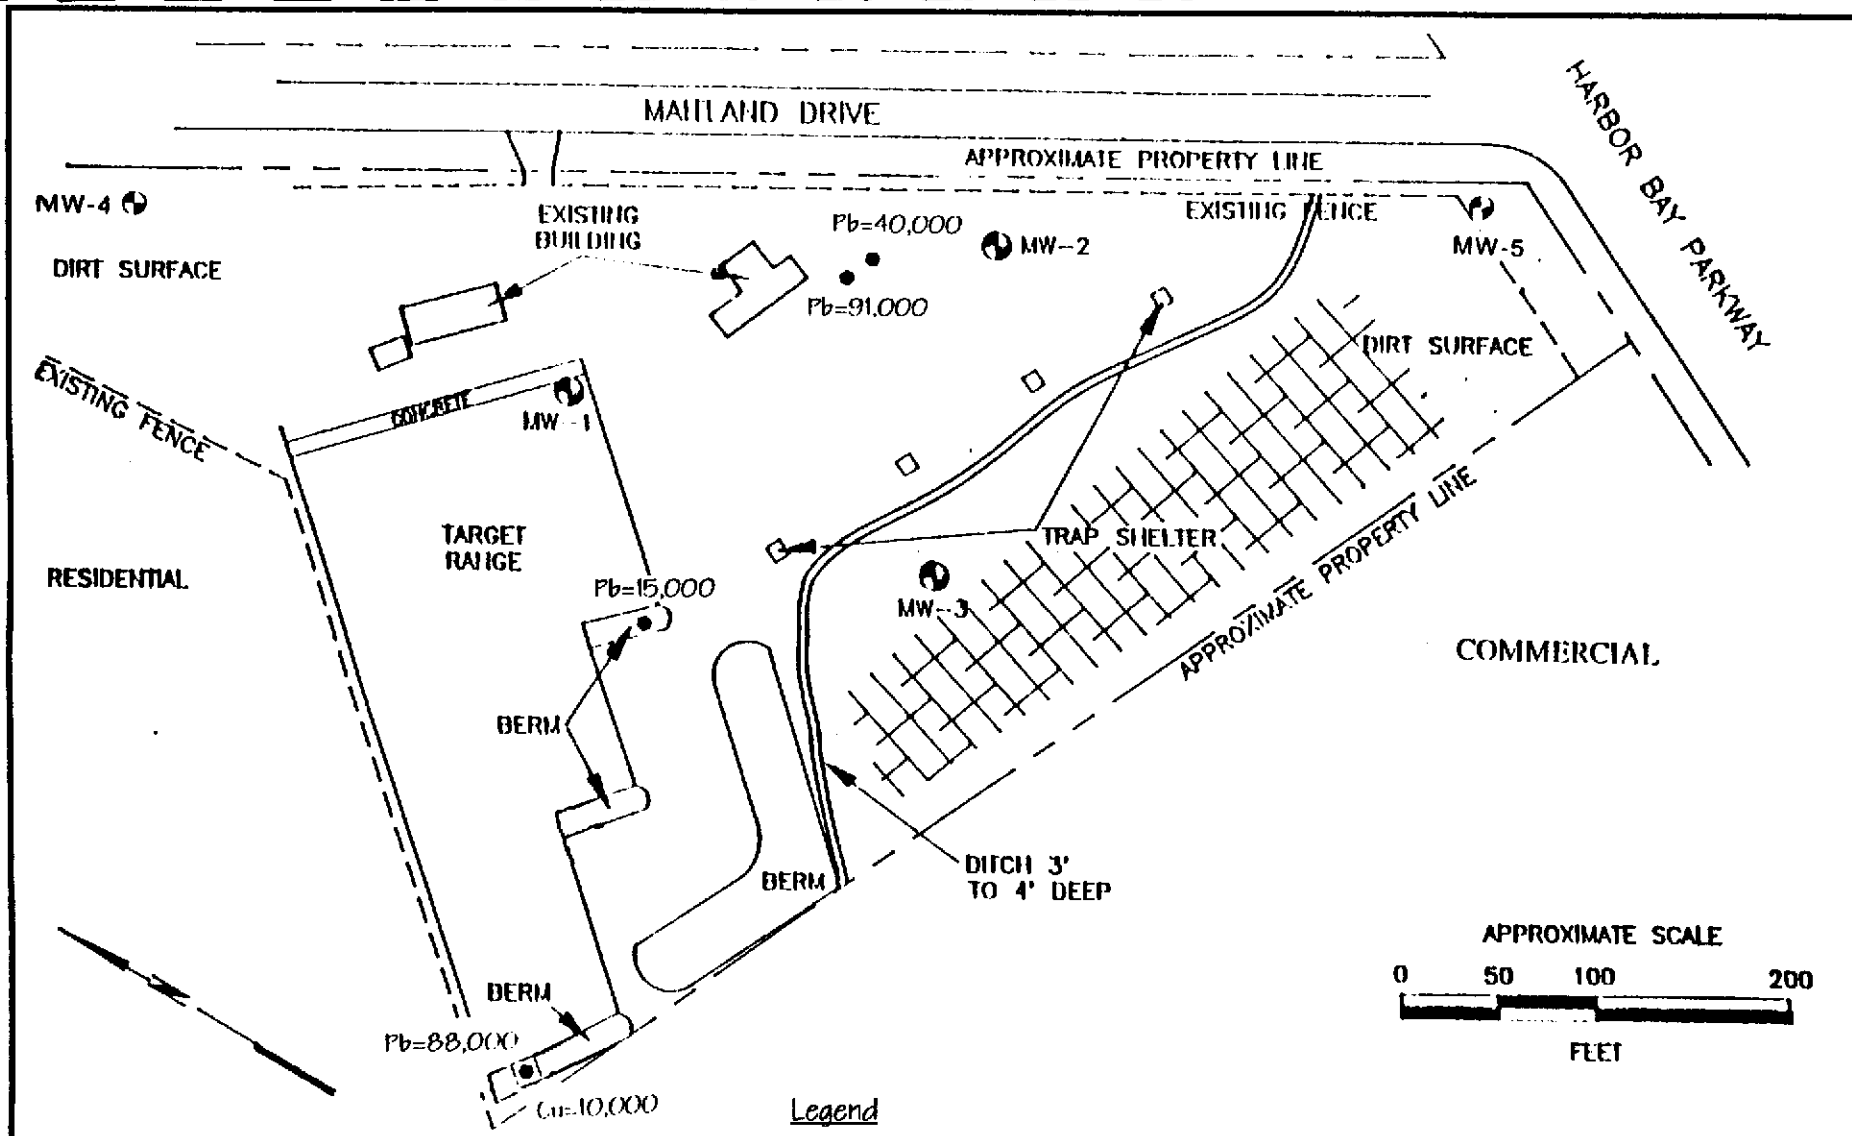 MAITLAND DRIVE
HARBOR BAY PARKWAY
APPROXIMATE PROPERTY LINE
MW-4
EXISTING
BUILDING
Pb=40,000
MW-2
EXISTING FENCE
MW-5
DIRT SURFACE
Pb=91,000
DIRT SURFACE
EXISTING FENCE
CONCRETE
MW-1
TARGET
RANGE
TRAP SHELTER
APPROXIMATE PROPERTY LINE
RESIDENTIAL
Pb=15,000
MW-3
COMMERCIAL
BERM
BERM
DITCH 3'
TO 4' DEEP
APPROXIMATE SCALE
0 50 100 200
FEET
BERM
Pb=88,000
Legend